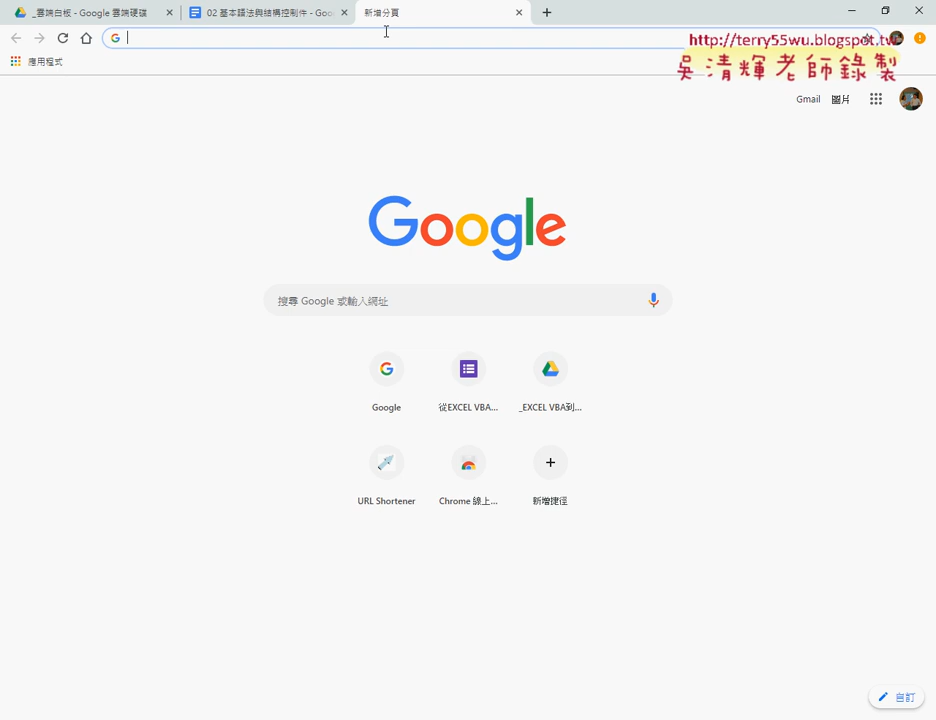 _雲端白板 - Google 雲端硬碟
02 基本語法與結構控制件 - Goo
新增分頁
http://terry55wu.blogspot.tw
吳清輝老師錄製
應用程式
Gmail
圖片
Google
搜尋 Google 或輸入網址
Google
從EXCEL VBA...
_EXCEL VBA到...
URL Shortener
Chrome 線上...
新增捷徑
自訂